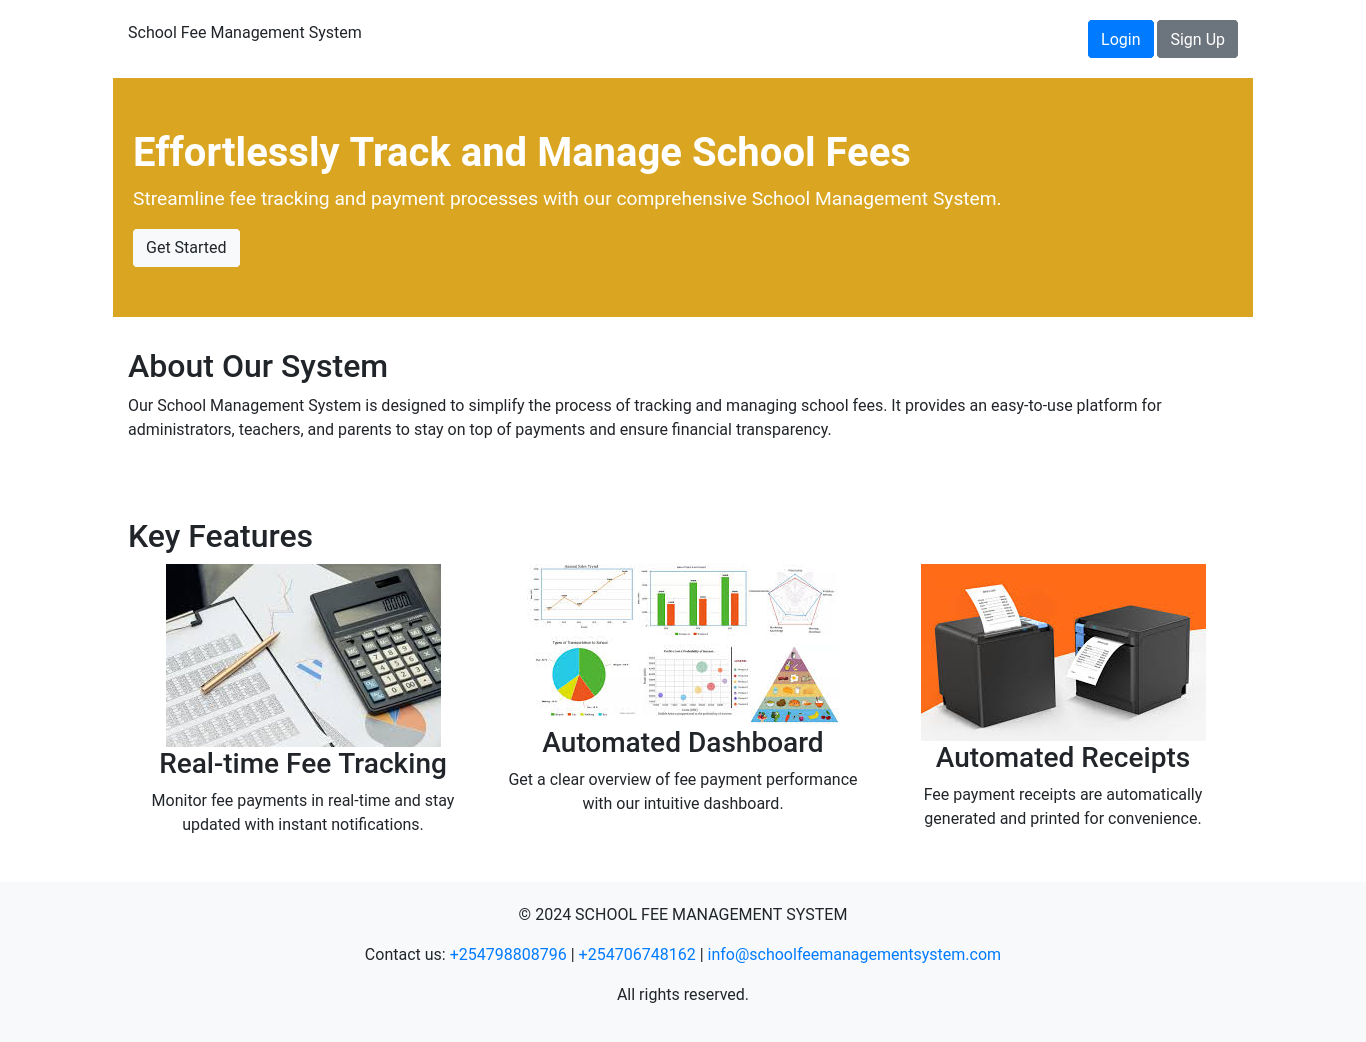 School Fee Management System
Login
Sign Up
Effortlessly Track and Manage School Fees
Streamline fee tracking and payment processes with our comprehensive School Management System.
Get Started
About Our System
Our School Management System is designed to simplify the process of tracking and managing school fees. It provides an easy-to-use platform for
administrators, teachers, and parents to stay on top of payments and ensure financial transparency.
Key Features
Real-time Fee Tracking
Monitor fee payments in real-time and stay
updated with instant notifications.
Automated Dashboard
Get a clear overview of fee payment performance
with our intuitive dashboard.
Automated Receipts
Fee payment receipts are automatically
generated and printed for convenience.
© 2024 SCHOOL FEE MANAGEMENT SYSTEM
Contact us: +254798808796 | +254706748162 | info@schoolfeemanagementsystem.com
All rights reserved.